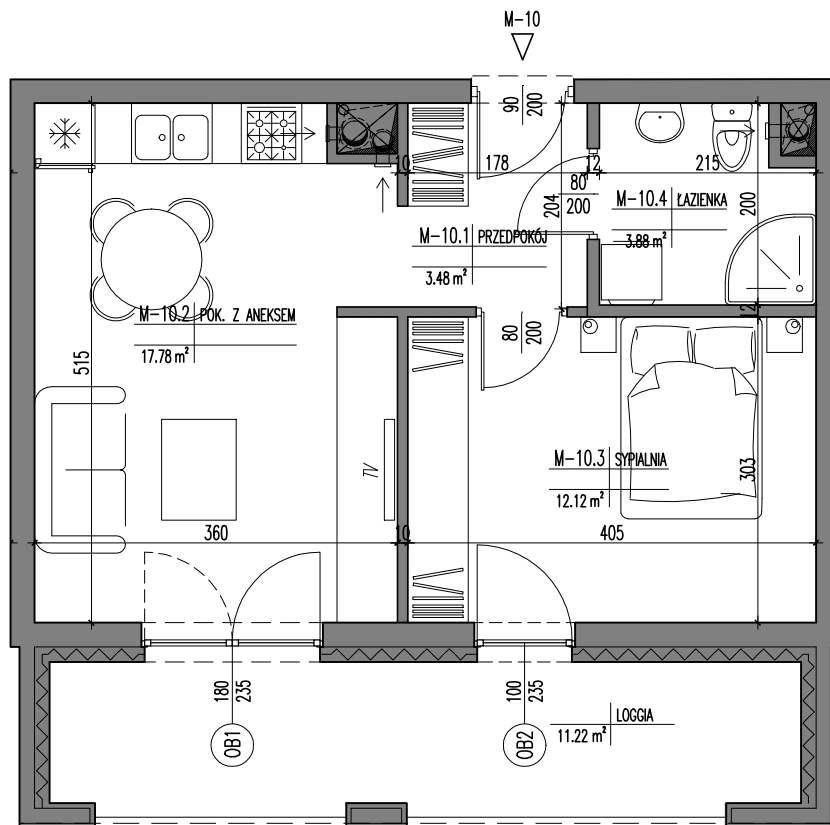 M-10
90
200
10
178
12
215
80
200
204
M-10.4 ŁAZIENKA
3.88 m²
200
M-10.1 PRZEDPOKÓJ
3.48 m²
12
M-10.2 POK. Z ANEKSEM
17.78 m²
80
200
515
M-10.3 SYPIALNIA
12.12 m²
303
TV
360
10
405
180
235
100
235
LOGGIA
11.22 m²
OB1
OB2